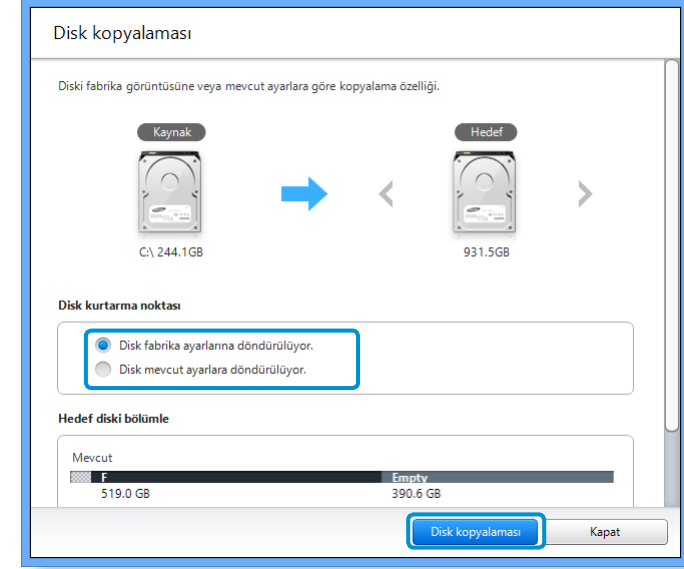 Disk kopyalaması
Diski fabrika görüntüsüne veya mevcut ayarlara göre kopyalama özelliği.
Kaynak
Hedef
C:\ 244.1GB
931.5GB
Disk kurtarma noktası
Disk fabrika ayarlarına döndürülüyor.
Disk mevcut ayarlara döndürülüyor.
Hedef diski bölümle
Mevcut
F
Empty
519.0 GB
390.6 GB
Disk kopyalaması
Kapat